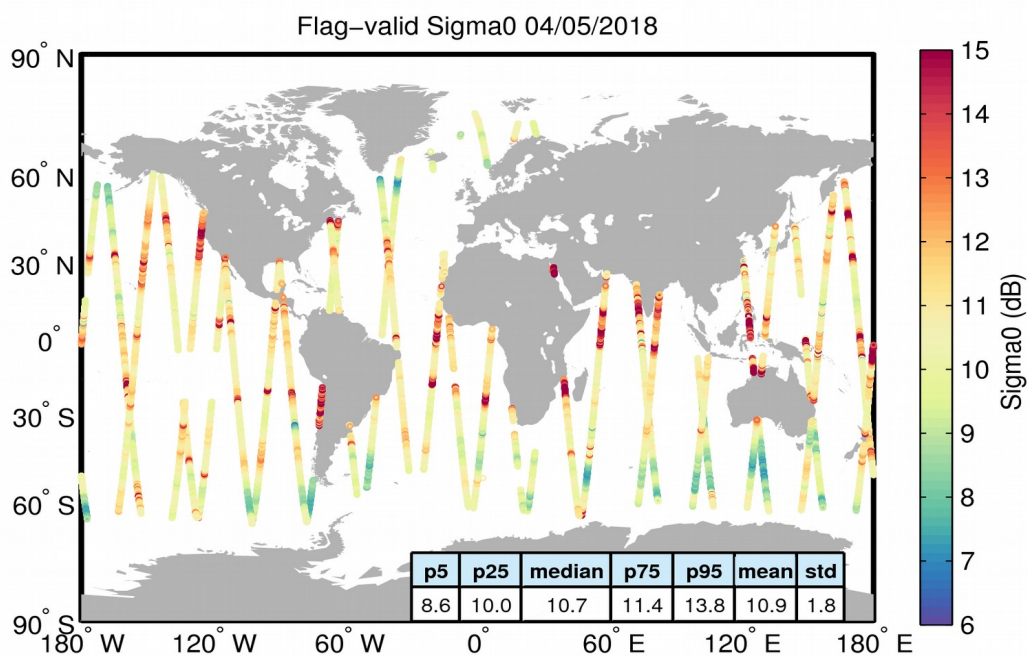 Flag−valid Sigma0 04/05/2018
90° N
60° N
30° N
0°
30° S
60° S
90° S
180° W
120° W
60° W
0°
60° E
120° E
180° E
15
14
13
12
11
10
9
8
7
6
Sigma0 (dB)
p5 p25 median p75 p95 mean std
8.6 10.0 10.7 11.4 13.8 10.9 1.8